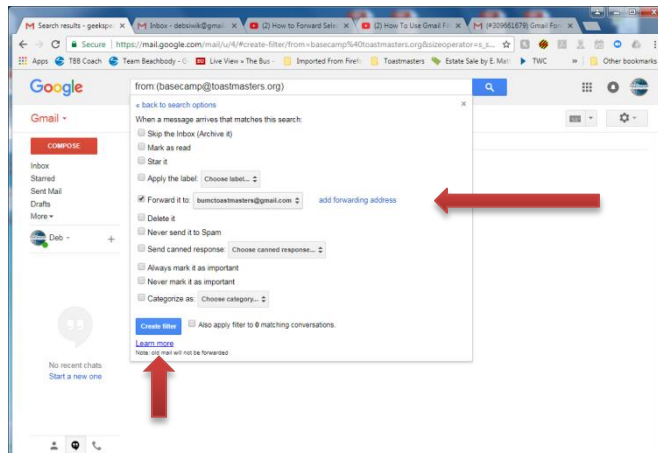 Search results - geekspe
Inbox - debsiwik@gmail.
(2) How to Forward Sele
(2) How To Use Gmail Fil
(#309661679) Gmail For
Secure | https://mail.google.com/mail/u/4/#create-filter/from=basecamp%40toastmasters.org&sizeoperator=s_s...
Apps TBB Coach Team Beachbody - G Live View » The Bus - Imported From Firef Toastmasters Estate Sale by E. Mar TWC » Other bookmarks
Google from:(basecamp@toastmasters.org)
« back to search options ×
Gmail
When a message arrives that matches this search:
Skip the Inbox (Archive it)
Mark as read
COMPOSE
Star it
Inbox
Starred
Apply the label: Choose label...
Sent Mail
Drafts
Forward it to: bumctoastmasters@gmail.com add forwarding address
More
Delete it
Never send it to Spam
Deb +
Send canned response: Choose canned response...
Always mark it as important
Never mark it as important
Categorize as: Choose category...
Create filter Also apply filter to 0 matching conversations.
Learn more
Note: old mail will not be forwarded
No recent chats
Start a new one